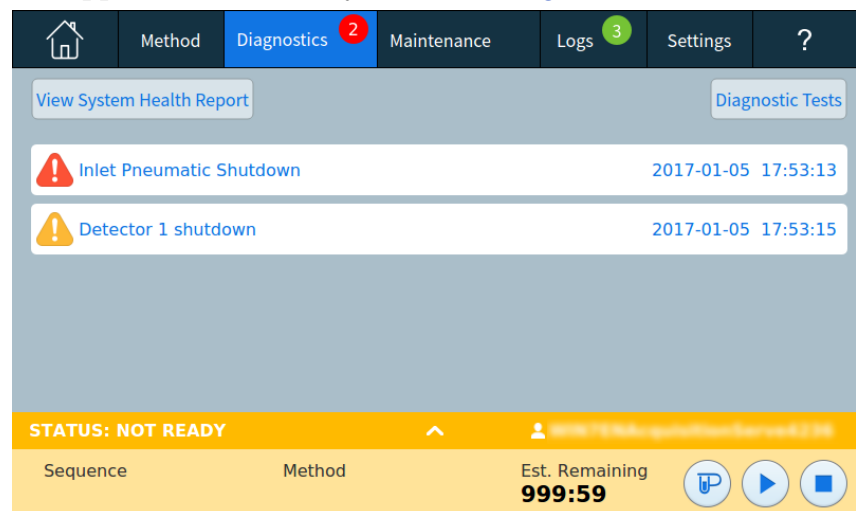 Method Diagnostics 2 Maintenance Logs 3 Settings ?
View System Health Report Diagnostic Tests
Inlet Pneumatic Shutdown 2017-01-05 17:53:13
Detector 1 shutdown 2017-01-05 17:53:15
STATUS: NOT READY
Sequence Method Est. Remaining
999:59